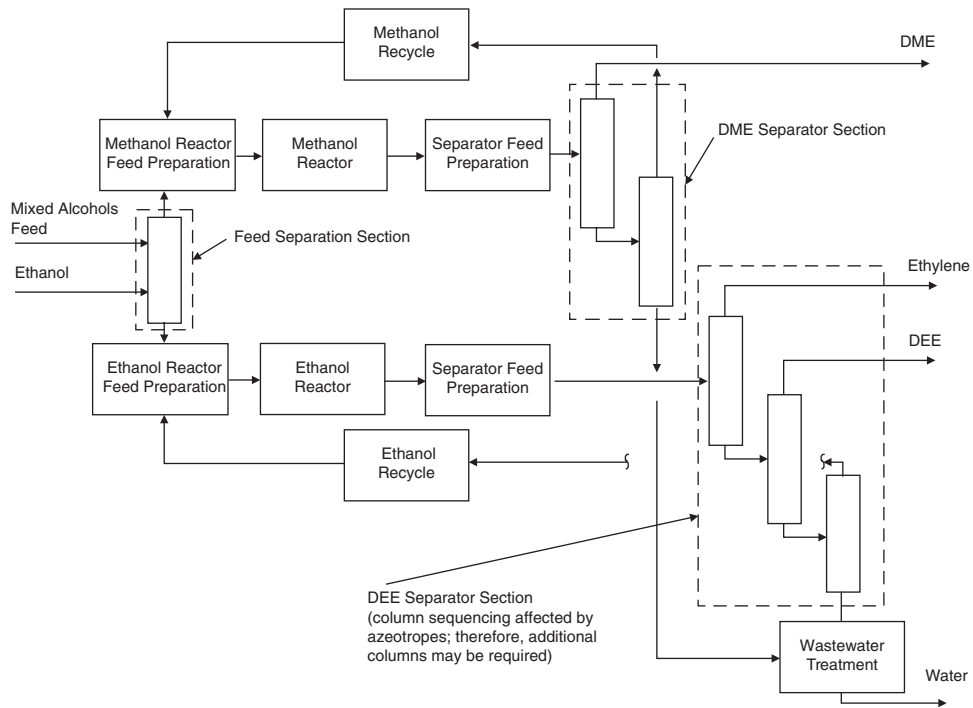 Methanol
Recycle
DME
Methanol Reactor
Feed Preparation
Methanol
Reactor
Separator Feed
Preparation
DME Separator Section
Mixed Alcohols
Feed
Feed Separation Section
Ethanol
Ethylene
Ethanol Reactor
Feed Preparation
Ethanol
Reactor
Separator Feed
Preparation
DEE
Ethanol
Recycle
DEE Separator Section
(column sequencing affected by
azeotropes; therefore, additional
columns may be required)
Wastewater
Treatment
Water